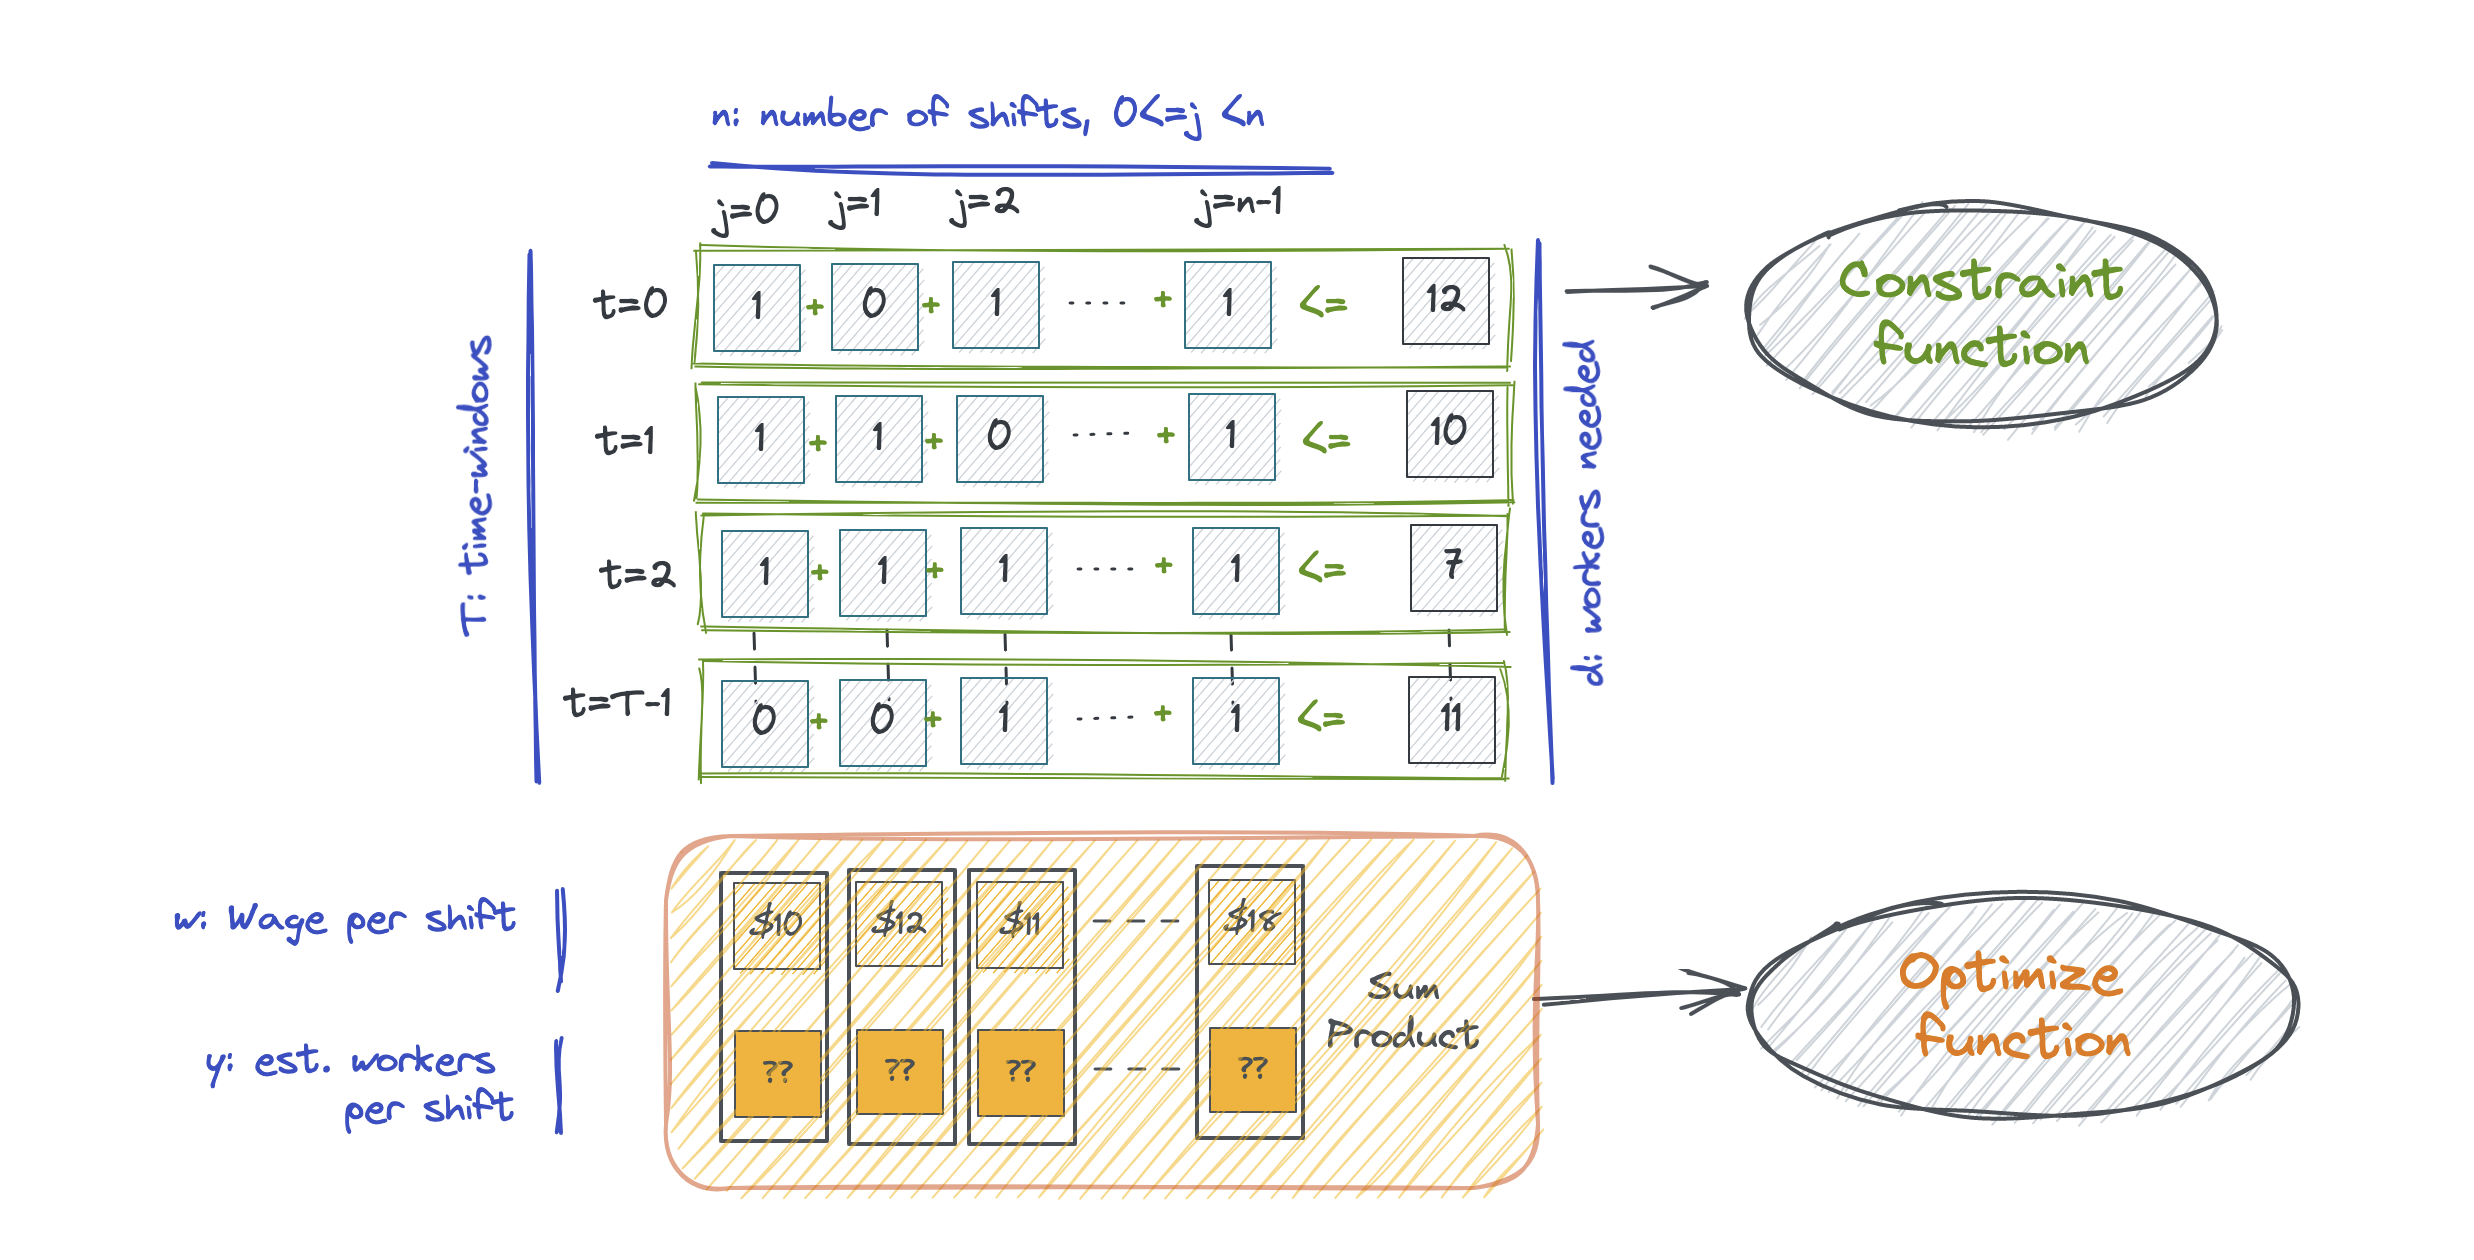 n: number of shifts, 0<=j <n
j=0 j=1 j=2 j=n-1
t=0 1 + 0 + 1 ..... + 1 <= 12
t=1 1 + 1 + 0 ..... + 1 <= 10
t=2 1 + 1 + 1 ..... + 1 <= 7
t=T-1 0 + 0 + 1 ..... + 1 <= 11
T: time-windows
d: workers needed
Constraint
function
w: Wage per shift
$10 $12 $11 --- $18
y: est. workers
per shift
?? ?? ?? --- ??
Sum
Product
Optimize
function